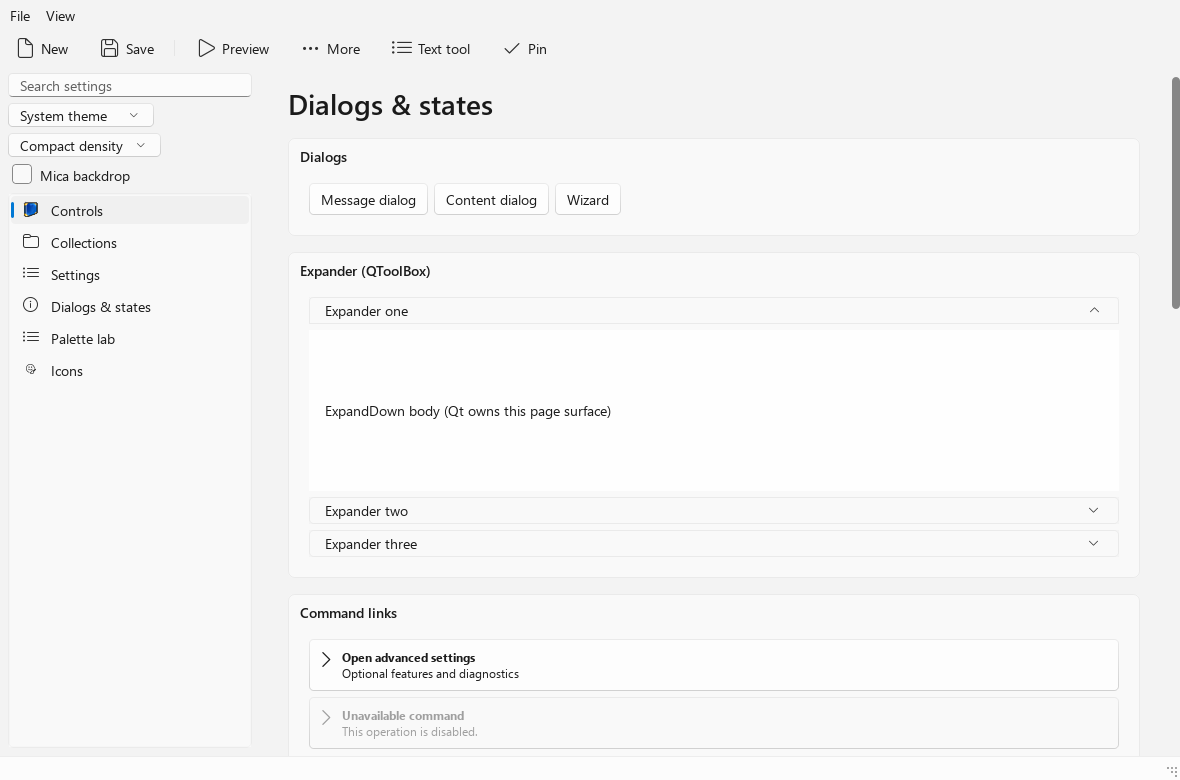 File View
New Save Preview More Text tool Pin
Search settings
System theme
Compact density
Mica backdrop
Controls
Collections
Settings
Dialogs & states
Palette lab
Icons
Dialogs & states
Dialogs
Message dialog Content dialog Wizard
Expander (QToolBox)
Expander one
ExpandDown body (Qt owns this page surface)
Expander two
Expander three
Command links
Open advanced settings
Optional features and diagnostics
Unavailable command
This operation is disabled.